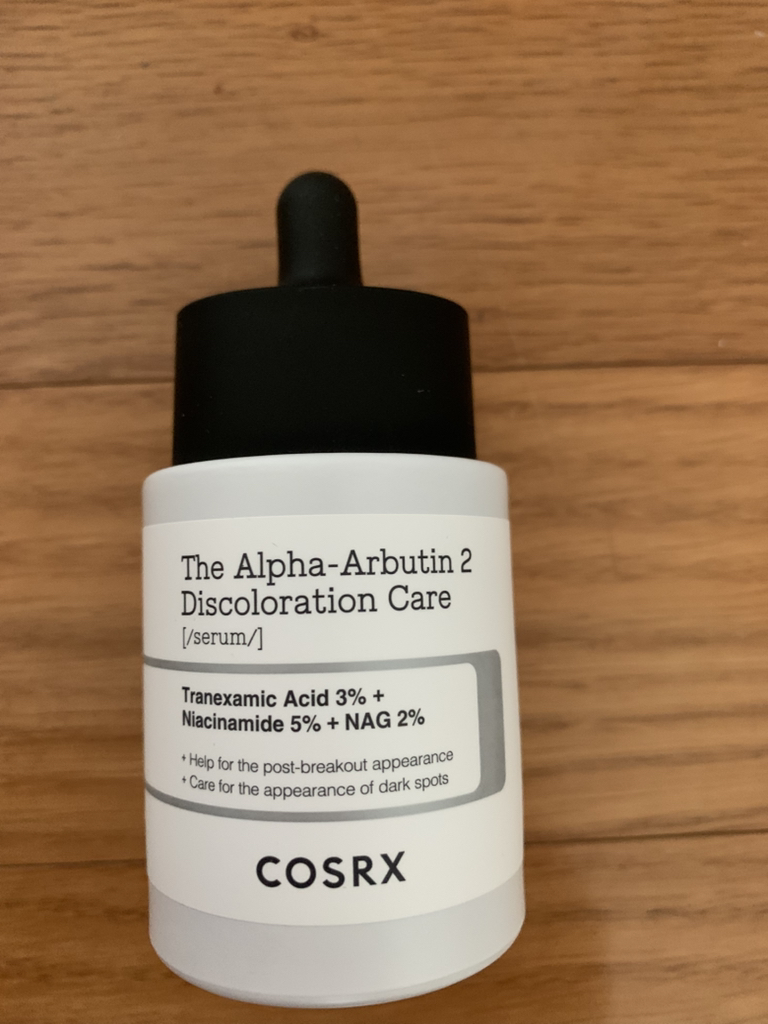 The Alpha-Arbutin 2
Discoloration Care
[/serum/]
Tranexamic Acid 3% +
Niacinamide 5% + NAG 2%
+ Help for the post-breakout appearance
+ Care for the appearance of dark spots
COSRX